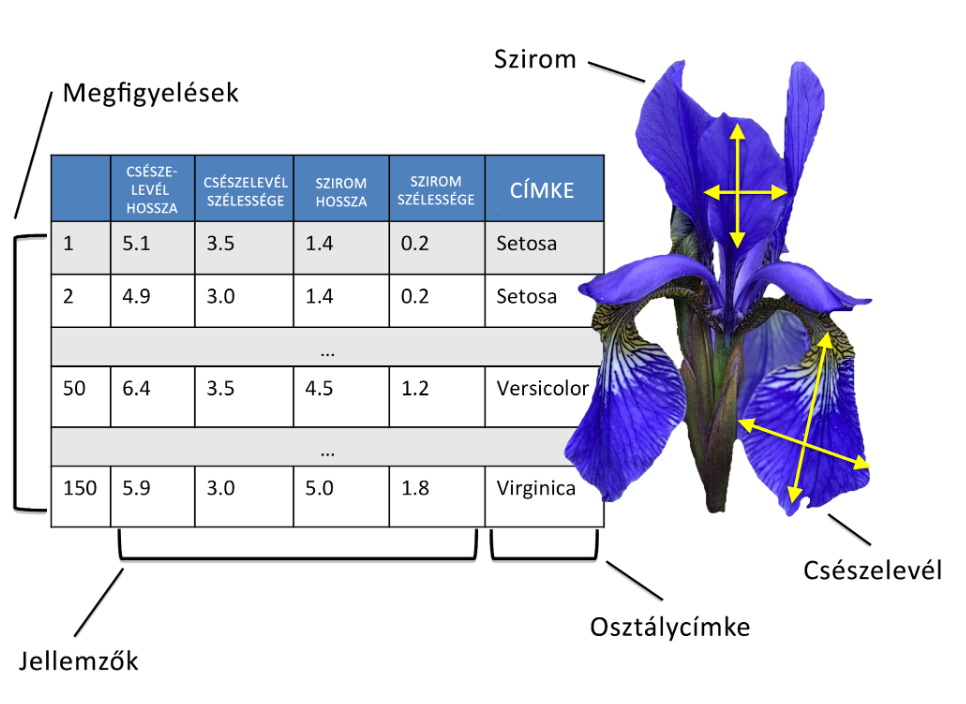 Szirom
Megfigyelések
CSÉSZE-
LEVÉL
HOSSZA
CSÉSZELEVÉL
SZÉLESSÉGE
SZIROM
HOSSZA
SZIROM
SZÉLESSÉGE
CÍMKE
1 5.1 3.5 1.4 0.2 Setosa
2 4.9 3.0 1.4 0.2 Setosa
...
50 6.4 3.5 4.5 1.2 Versicolor
...
150 5.9 3.0 5.0 1.8 Virginica
Csészelevél
Osztálycímke
Jellemzők